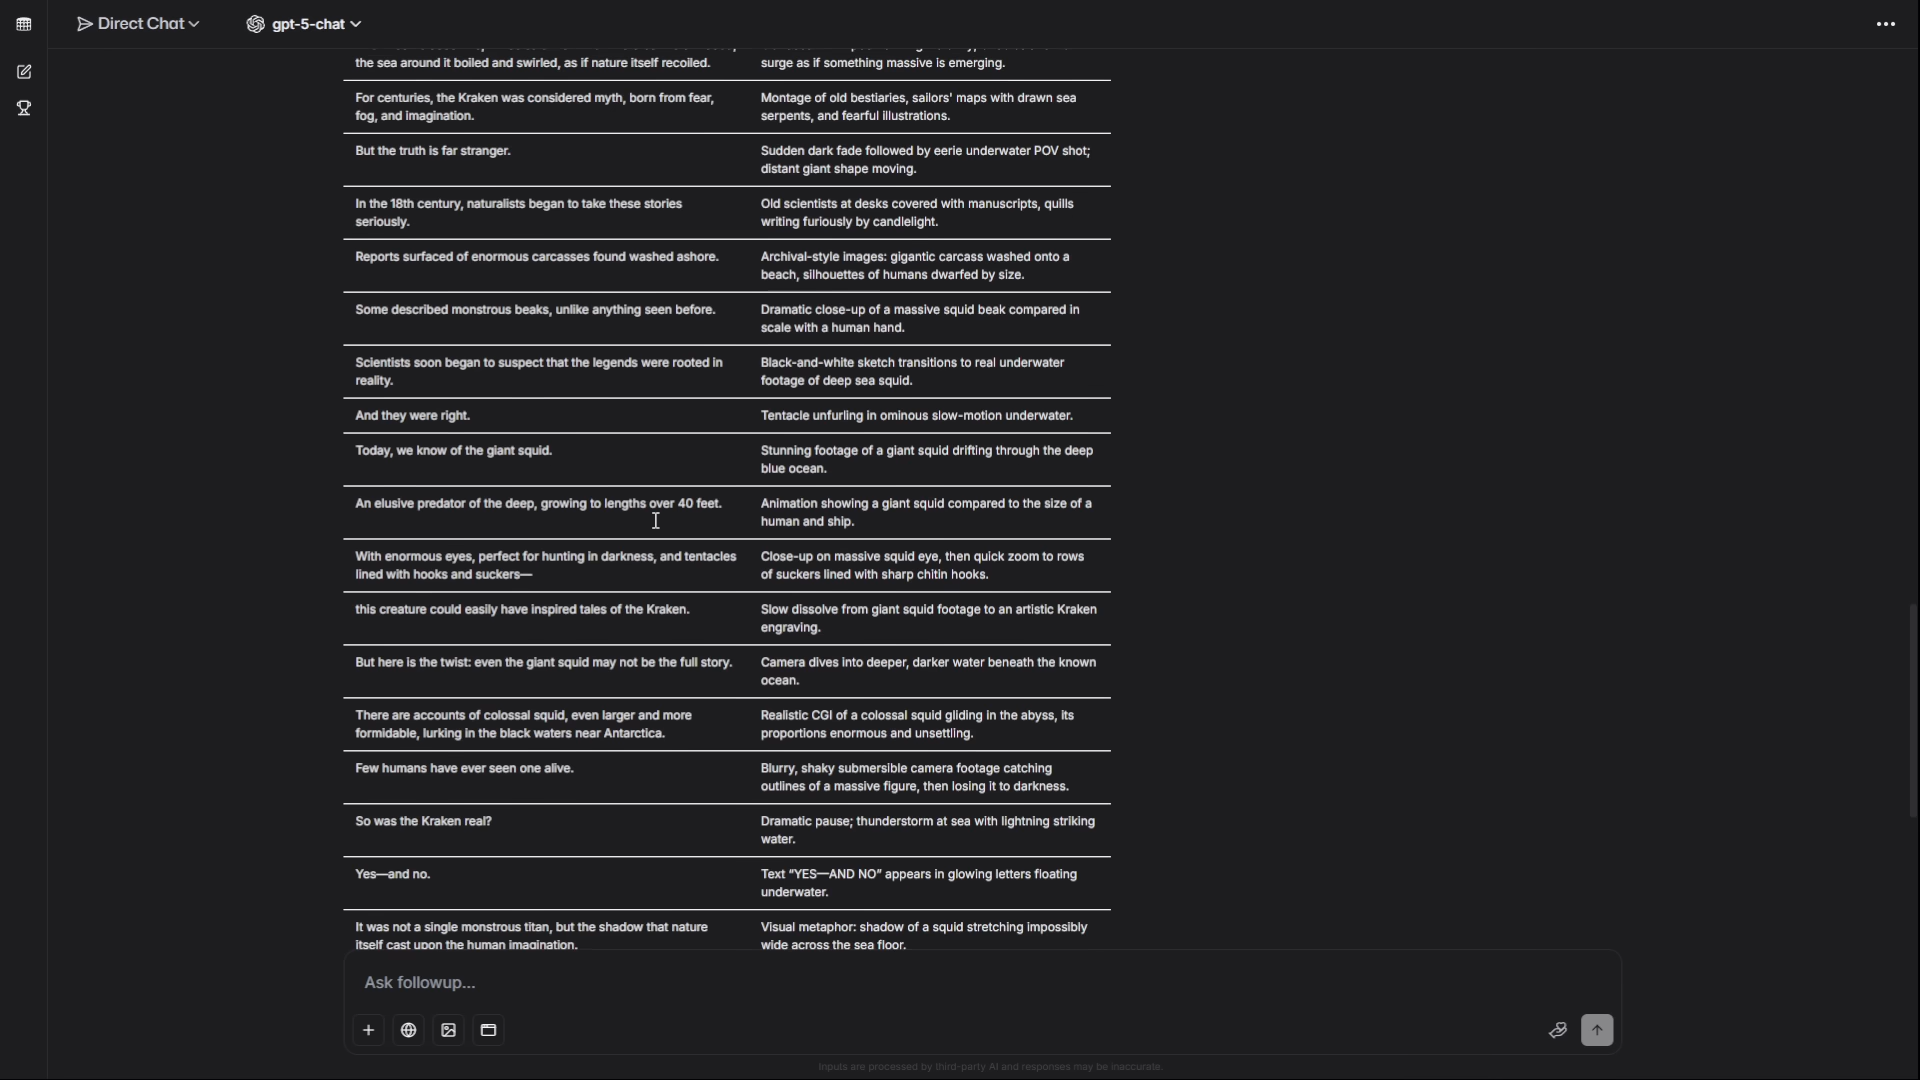 Direct Chat
gpt-5-chat
the sea around it boiled and swirled, as if nature itself recoiled.
surge as if something massive is emerging.
For centuries, the Kraken was considered myth, born from fear,
fog, and imagination.
Montage of old bestiaries, sailors' maps with drawn sea
serpents, and fearful illustrations.
But the truth is far stranger.
Sudden dark fade followed by eerie underwater POV shot;
distant giant shape moving.
In the 18th century, naturalists began to take these stories
seriously.
Old scientists at desks covered with manuscripts, quills
writing furiously by candlelight.
Reports surfaced of enormous carcasses found washed ashore.
Archival-style images: gigantic carcass washed onto a
beach, silhouettes of humans dwarfed by size.
Some described monstrous beaks, unlike anything seen before.
Dramatic close-up of a massive squid beak compared in
scale with a human hand.
Scientists soon began to suspect that the legends were rooted in
reality.
Black-and-white sketch transitions to real underwater
footage of deep sea squid.
And they were right.
Tentacle unfurling in ominous slow-motion underwater.
Today, we know of the giant squid.
Stunning footage of a giant squid drifting through the deep
blue ocean.
An elusive predator of the deep, growing to lengths over 40 feet.
Animation showing a giant squid compared to the size of a
human and ship.
With enormous eyes, perfect for hunting in darkness, and tentacles
lined with hooks and suckers—
Close-up on massive squid eye, then quick zoom to rows
of suckers lined with sharp chitin hooks.
this creature could easily have inspired tales of the Kraken.
Slow dissolve from giant squid footage to an artistic Kraken
engraving.
But here is the twist: even the giant squid may not be the full story.
Camera dives into deeper, darker water beneath the known
ocean.
There are accounts of colossal squid, even larger and more
formidable, lurking in the black waters near Antarctica.
Realistic CGI of a colossal squid gliding in the abyss, its
proportions enormous and unsettling.
Few humans have ever seen one alive.
Blurry, shaky submersible camera footage catching
outlines of a massive figure, then losing it to darkness.
So was the Kraken real?
Dramatic pause; thunderstorm at sea with lightning striking
water.
Yes—and no.
Text “YES—AND NO” appears in glowing letters floating
underwater.
It was not a single monstrous titan, but the shadow that nature
itself cast upon the human imagination.
Visual metaphor: shadow of a squid stretching impossibly
wide across the sea floor.
Ask followup...
Inputs are processed by third-party AI and responses may be inaccurate.